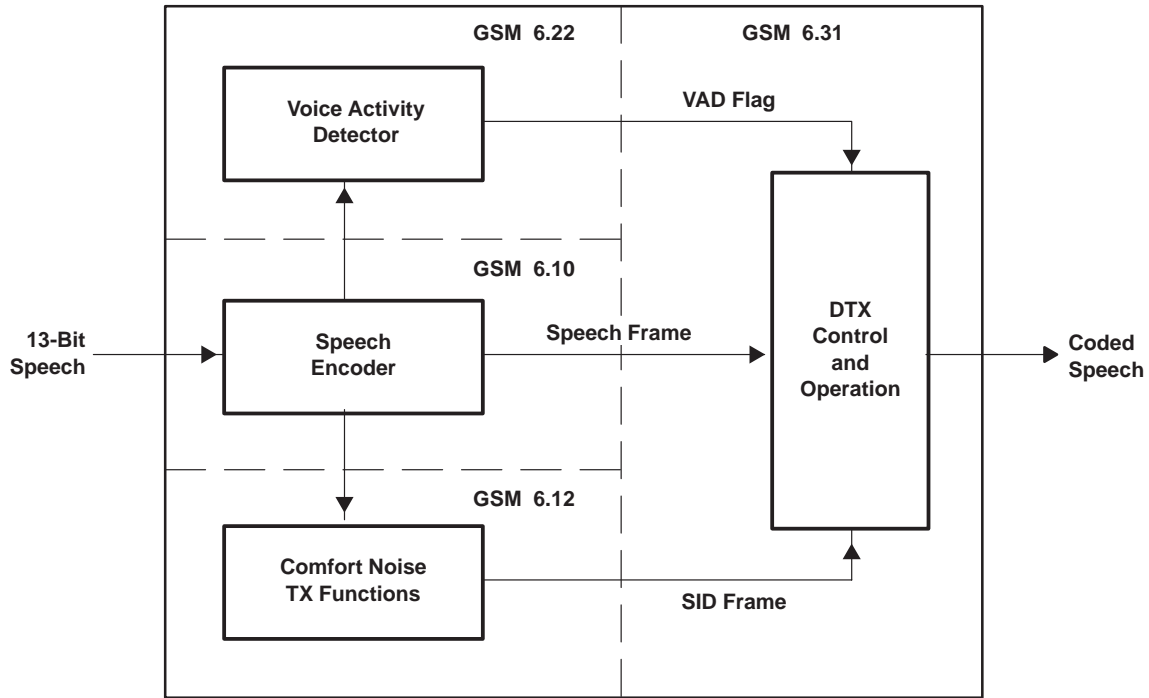 GSM 6.22
GSM 6.31
Voice Activity
Detector
VAD Flag
GSM 6.10
13-Bit
Speech
Speech
Encoder
Speech Frame
DTX
Control
and
Operation
Coded
Speech
GSM 6.12
Comfort Noise
TX Functions
SID Frame